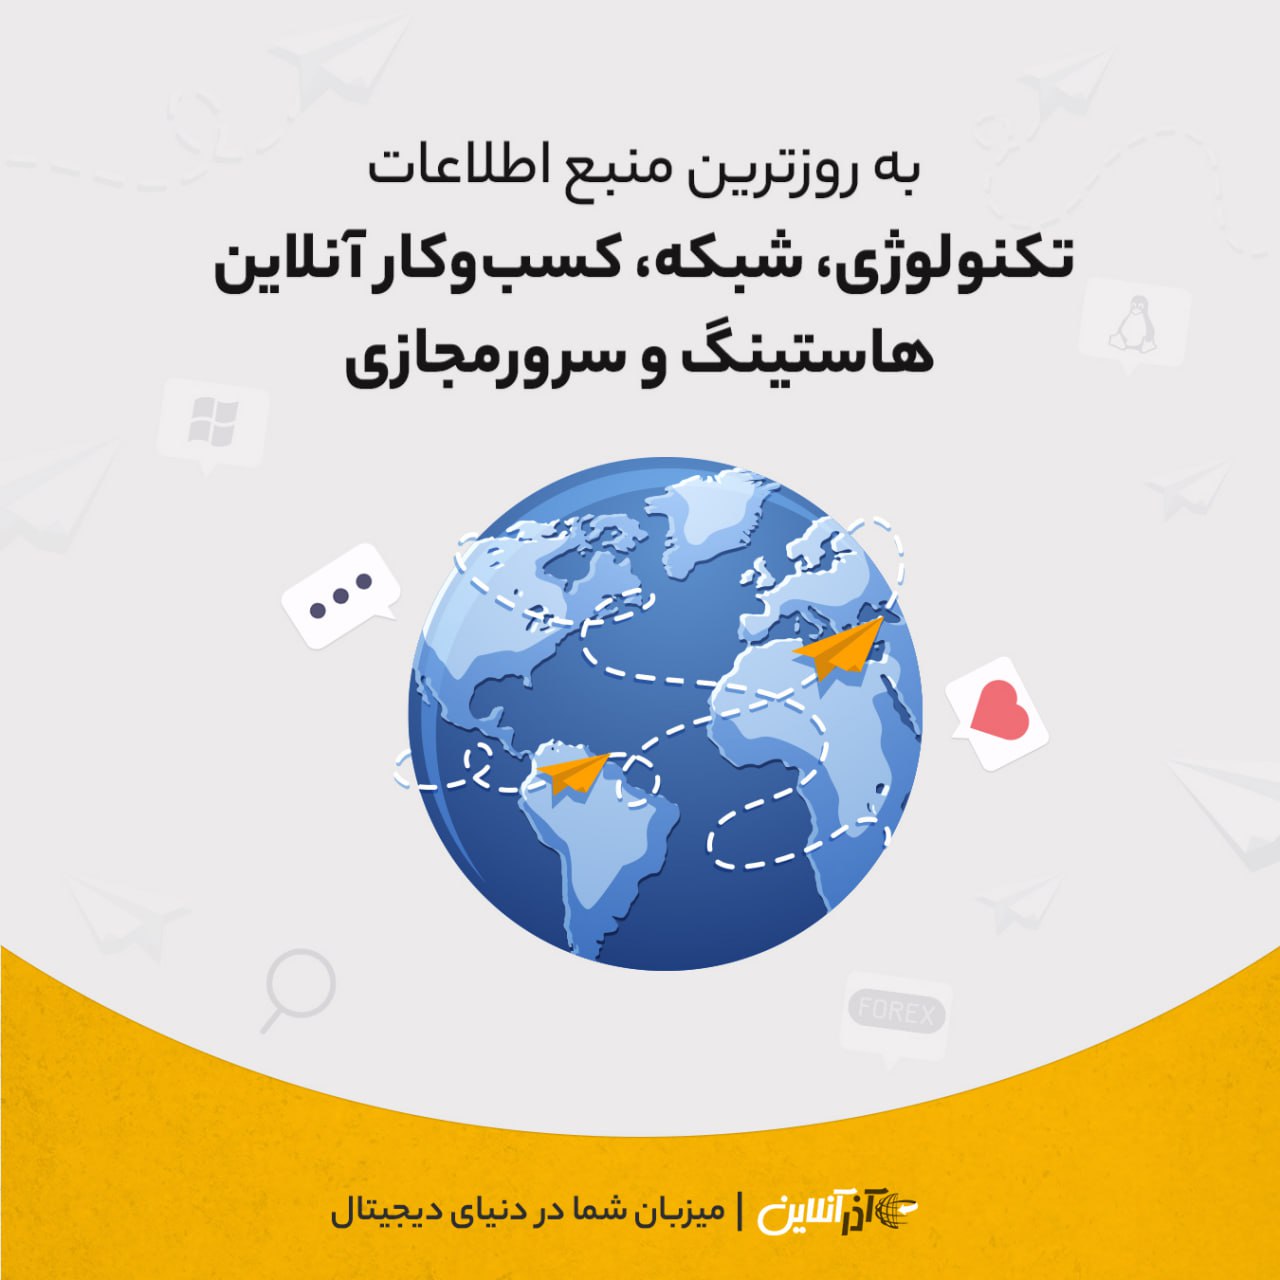 به روزترین منبع اطلاعات
تکنولوژی، شبکه، کسب‌وکار آنلاین
هاستینگ و سرورمجازی
FOREX
آذرآنلاین | میزبان شما در دنیای دیجیتال